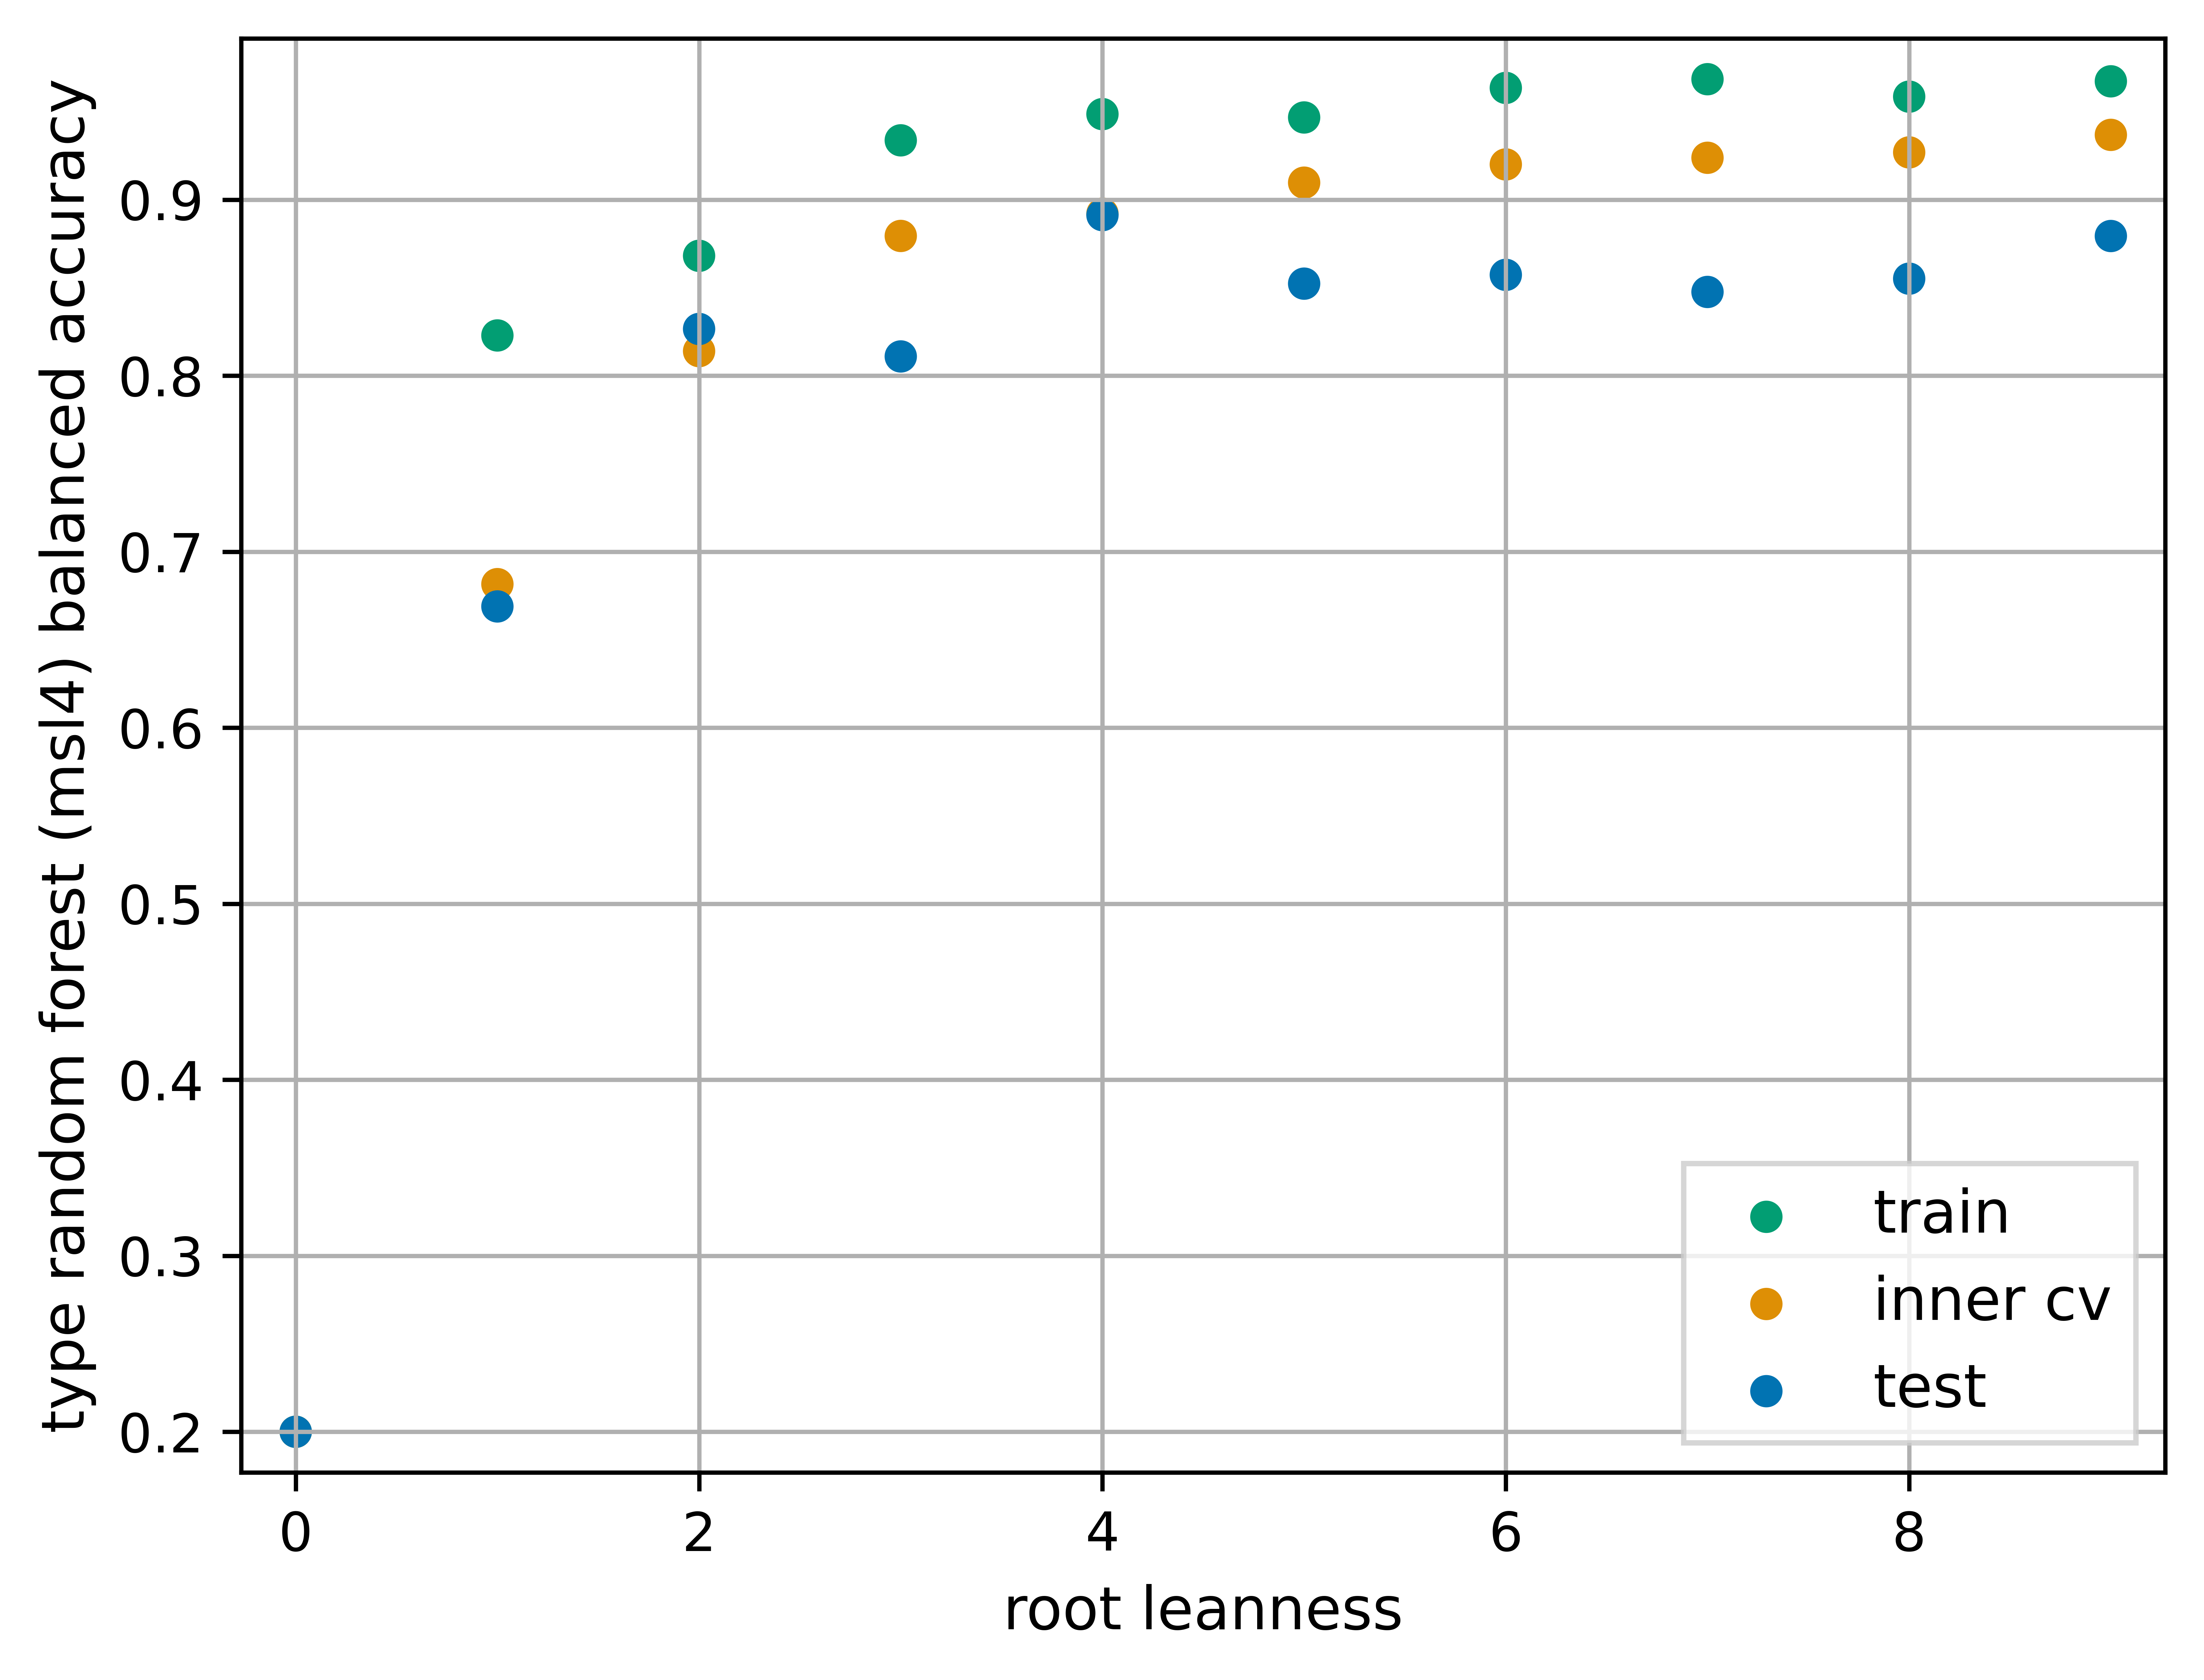 type random forest (msl4) balanced accuracy
0.9
0.8
0.7
0.6
0.5
0.4
0.3
0.2
train
inner cv
test
0 2 4 6 8
root leanness